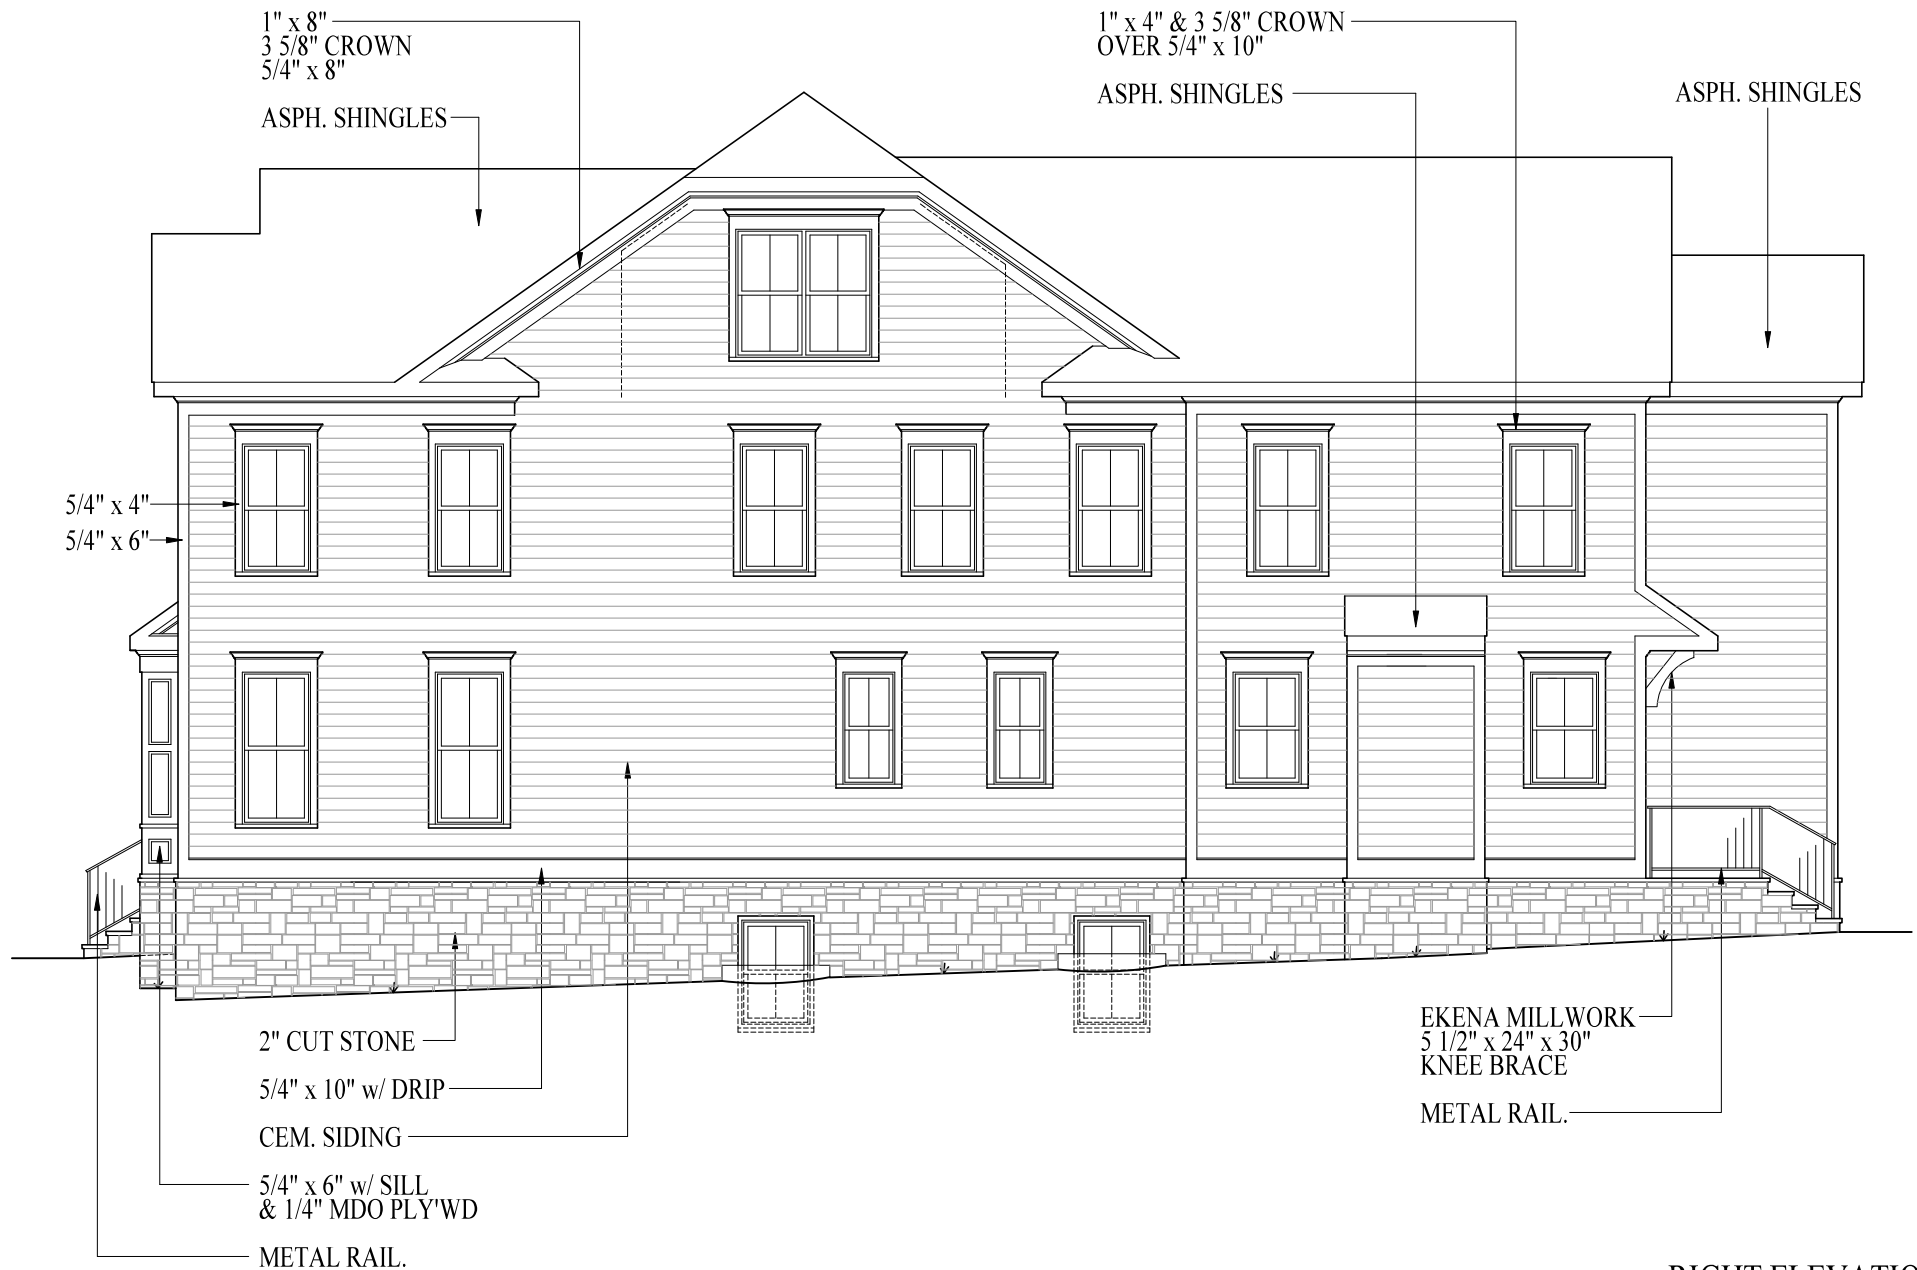 1" x 8"
3 5/8" CROWN
5/4" x 8"
ASPH. SHINGLES
1" x 4" & 3 5/8" CROWN
OVER 5/4" x 10"
ASPH. SHINGLES
ASPH. SHINGLES
5/4" x 4"
5/4" x 6"
2" CUT STONE
5/4" x 10" w/ DRIP
CEM. SIDING
5/4" x 6" w/ SILL
& 1/4" MDO PLY'WD
METAL RAIL.
EKENA MILLWORK
5 1/2" x 24" x 30"
KNEE BRACE
METAL RAIL.